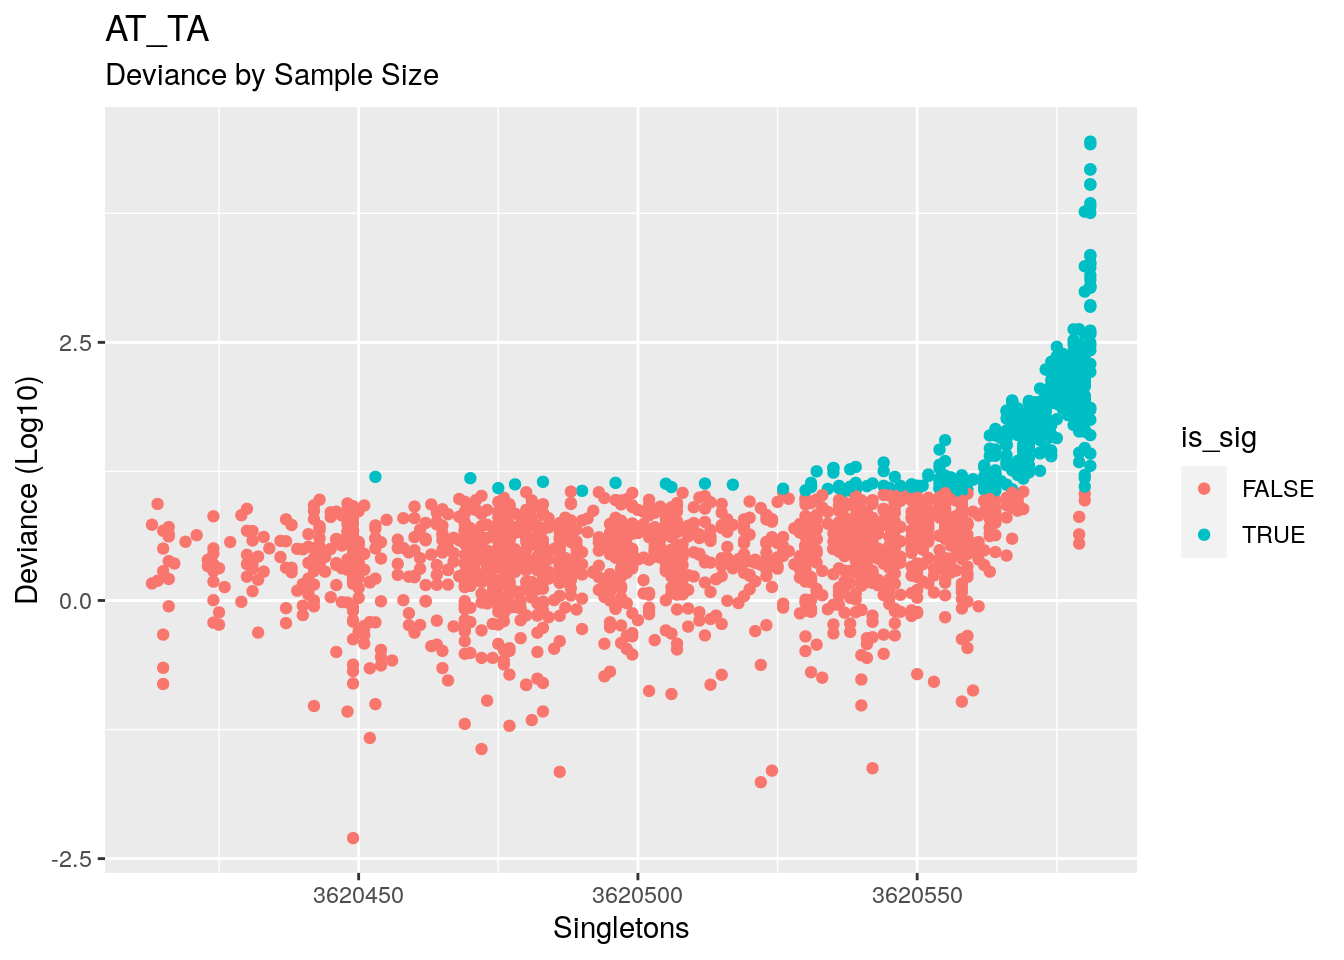 AT_TA
Deviance by Sample Size
Deviance (Log10)
2.5
0.0
-2.5
3620450
3620500
3620550
Singletons
is_sig
FALSE
TRUE